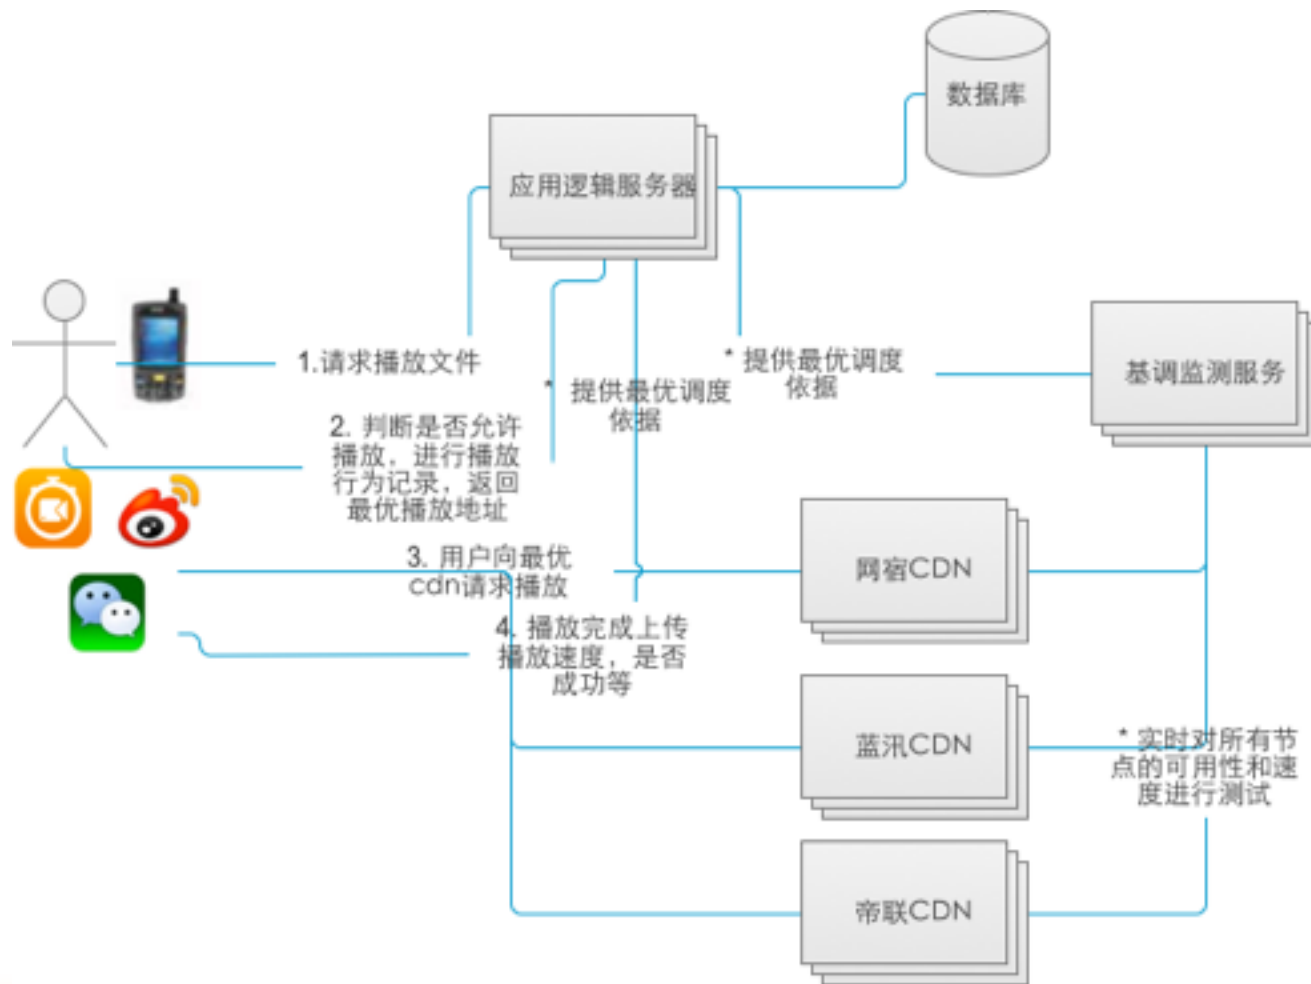 数据库
应用逻辑服务器
1.请求播放文件
* 提供最优调度
依据
* 提供最优调度
依据
基调监测服务
2. 判断是否允许
播放，进行播放
行为记录，返回
最优播放地址
3. 用户向最优
cdn请求播放
网宿CDN
4. 播放完成上传
播放速度，是否
成功等
蓝汛CDN
* 实时对所有节
点的可用性和速
度进行测试
帝联CDN